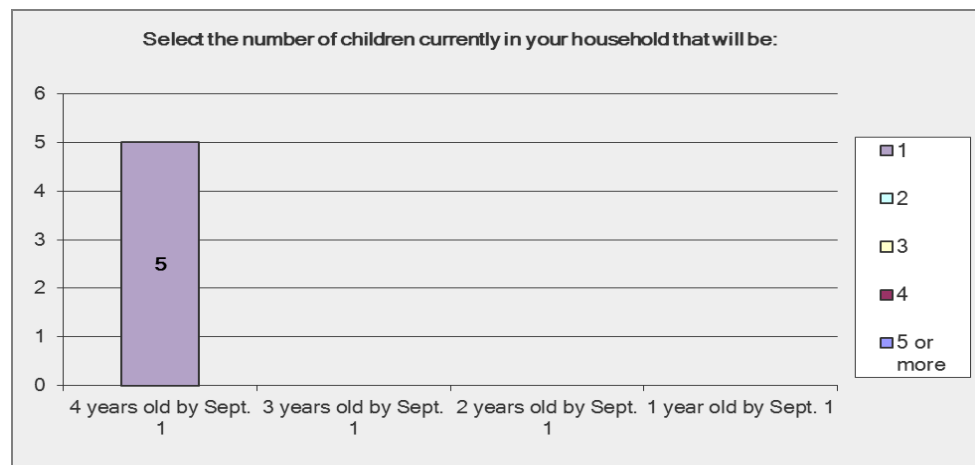 Select the number of children currently in your household that will be:
6
5
4
3
2
1
0
5
4 years old by Sept.
1
3 years old by Sept.
1
2 years old by Sept.
1
1 year old by Sept. 1
1
2
3
4
5 or
more